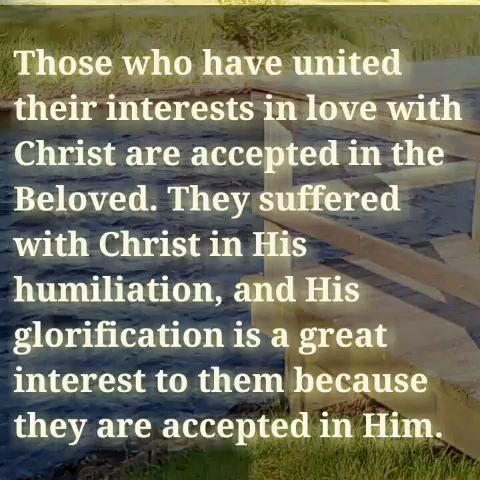 Those who have united
their interests in love with
Christ are accepted in the
Beloved. They suffered
with Christ in His
humiliation, and His
glorification is a great
interest to them because
they are accepted in Him.